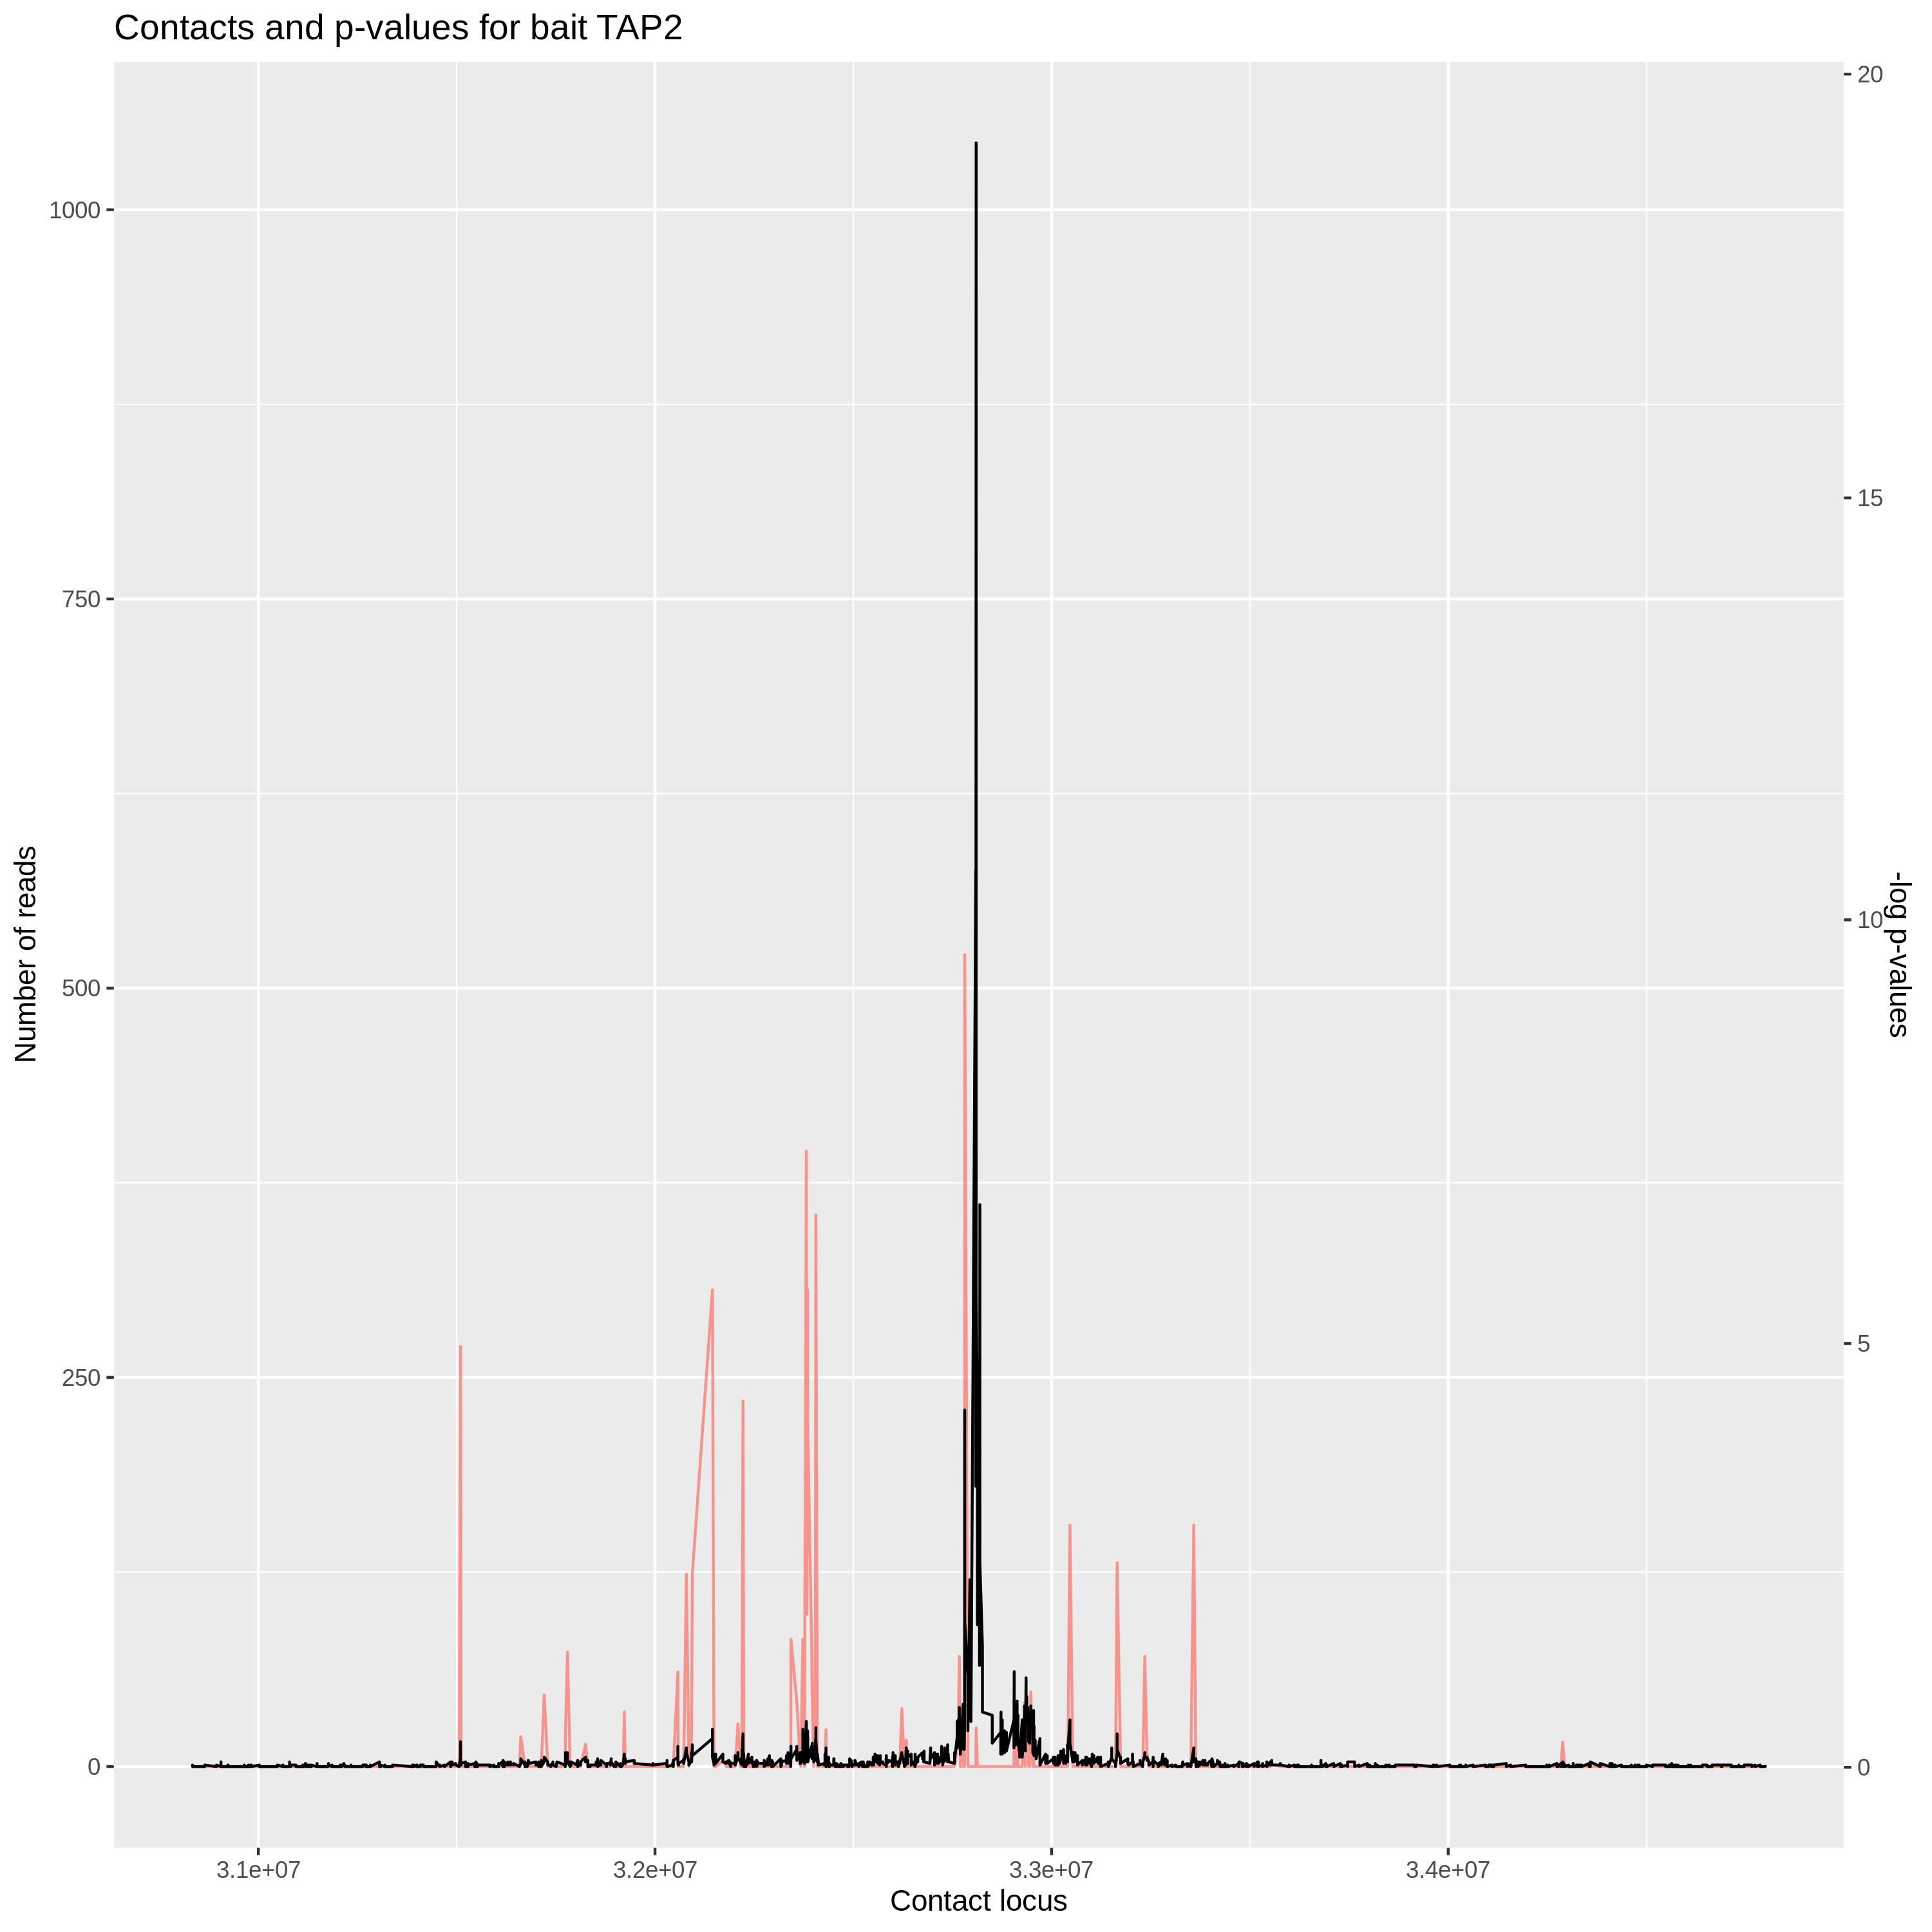 Contacts and p-values for bait TAP2
20
1000
15
750
Number of reads
-log p-values
10
500
5
250
0
0
3.1e+07 3.2e+07 3.3e+07 3.4e+07
Contact locus